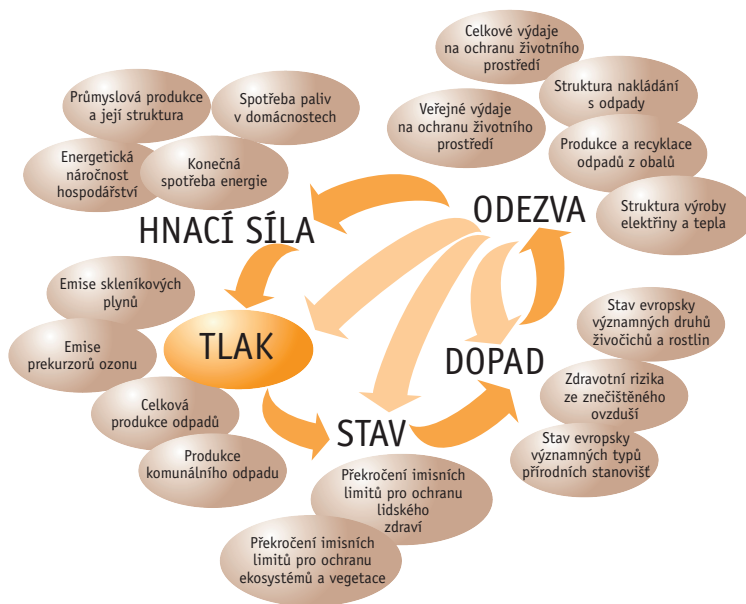 Celkové výdaje
na ochranu životního
prostředí
Struktura nakládání
s odpady
Veřejné výdaje
na ochranu životního
prostředí
Produkce a recyklace
odpadů z obalů
Struktura výroby
elektřiny a tepla
ODEZVA
Průmyslová produkce
a její struktura
Spotřeba paliv
v domácnostech
Energetická
náročnost
hospodářství
Konečná
spotřeba energie
HNACÍ SÍLA
Emise skleníkových
plynů
Emise
prekurzorů ozonu
TLAK
Celková
produkce odpadů
Produkce
komunálního odpadu
STAV
Překročení imisních
limitů pro ochranu
lidského
zdraví
Překročení imisních
limitů pro ochranu
ekosystémů a vegetace
DOPAD
Stav evropsky
významných druhů
živočichů a rostlin
Zdravotní rizika
ze znečištěného
ovzduší
Stav evropsky
významných typů
přírodních stanovišť